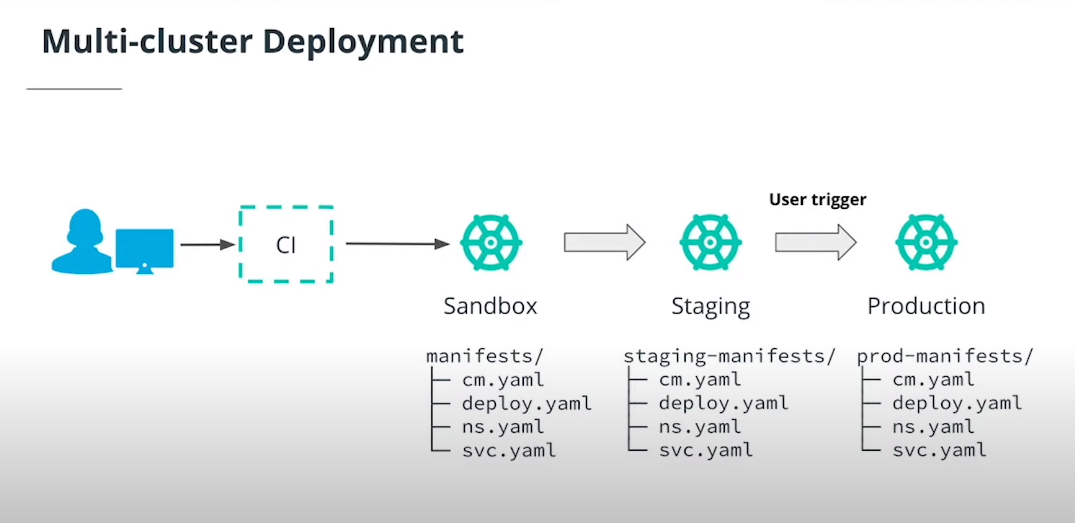 Multi-cluster Deployment
User trigger
CI
Sandbox
Staging
Production
manifests/
cm.yaml
deploy.yaml
ns.yaml
svc.yaml
staging-manifests/
cm.yaml
deploy.yaml
ns.yaml
svc.yaml
prod-manifests/
cm.yaml
deploy.yaml
ns.yaml
svc.yaml